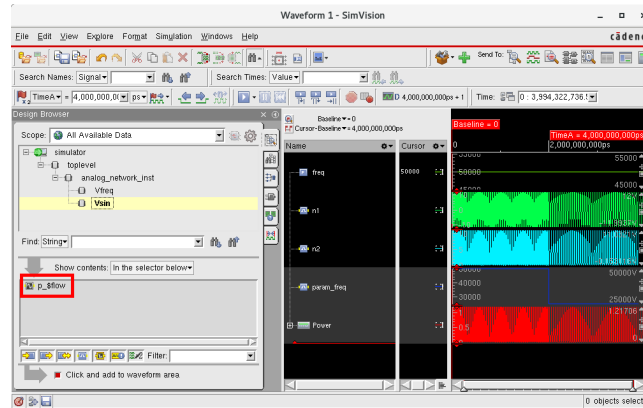 Waveform 1 - SimVision
File Edit View Explore Format Simulation Windows Help
cādenc
Send To:
Search Names: Signal
Search Times: Value
TimeA = 4,000,000,0( ps
D 4,000,000,000ps + 1
Time: 0 : 3,994,322,736.!
Design Browser
Baseline = 0
Cursor-Baseline = 4,000,000,000ps
Baseline = 0
TimeA = 4,000,000,000ps
Scope: All Available Data
Name
Cursor
0
2,000,000,000ps
simulator
toplevel
analog_network_inst
Vfreq
Vsin
freq
50000
55000
50000
45000
n1
n2
Find: String
Show contents: In the selector below
p_$flow
param_freq
50000V
40000
30000
25000V
Power
1
1.21706
0.5
0
Filter:
Click and add to waveform area
0 objects select